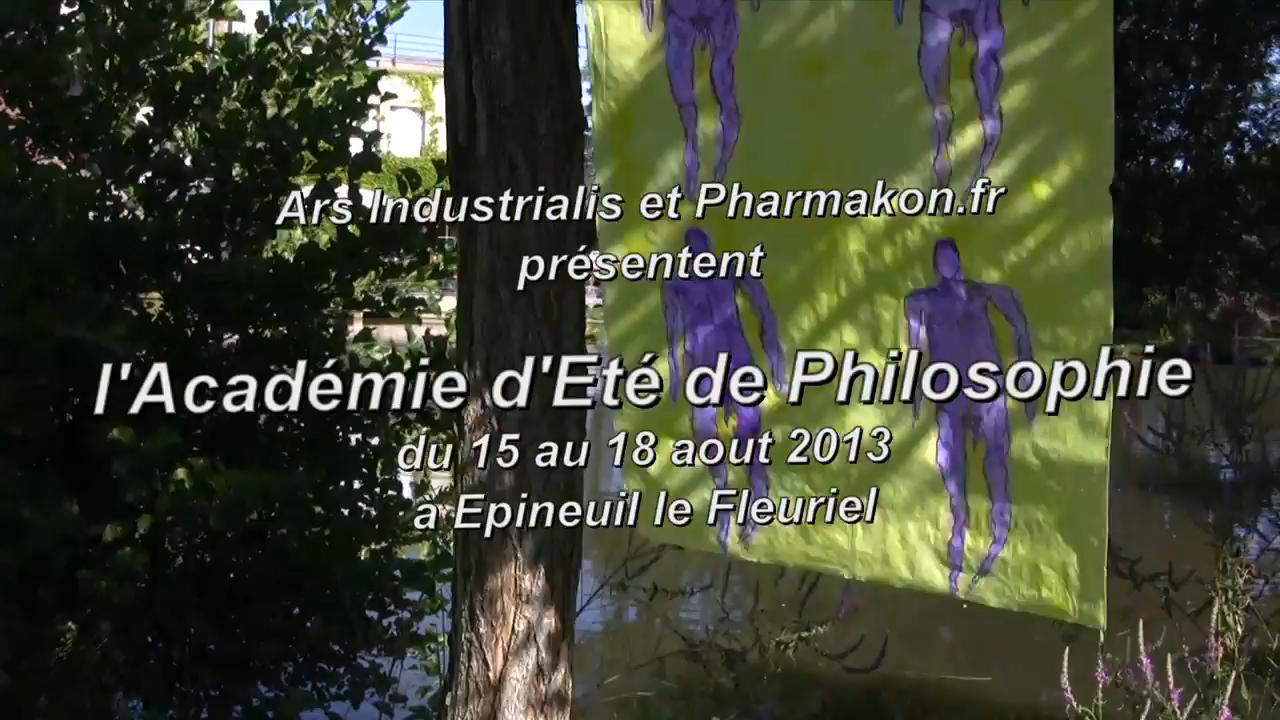 Ars Industrialis et Pharmakon.fr
présentent
l'Académie d'Eté de Philosophie
du 15 au 18 aout 2013
a Epineuil le Fleuriel